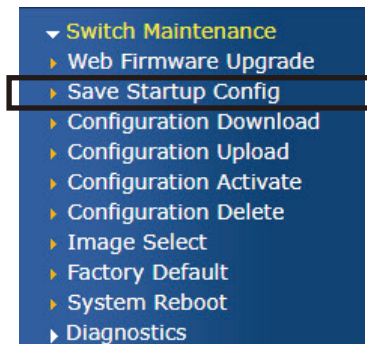 Switch Maintenance
Web Firmware Upgrade
Save Startup Config
Configuration Download
Configuration Upload
Configuration Activate
Configuration Delete
Image Select
Factory Default
System Reboot
Diagnostics